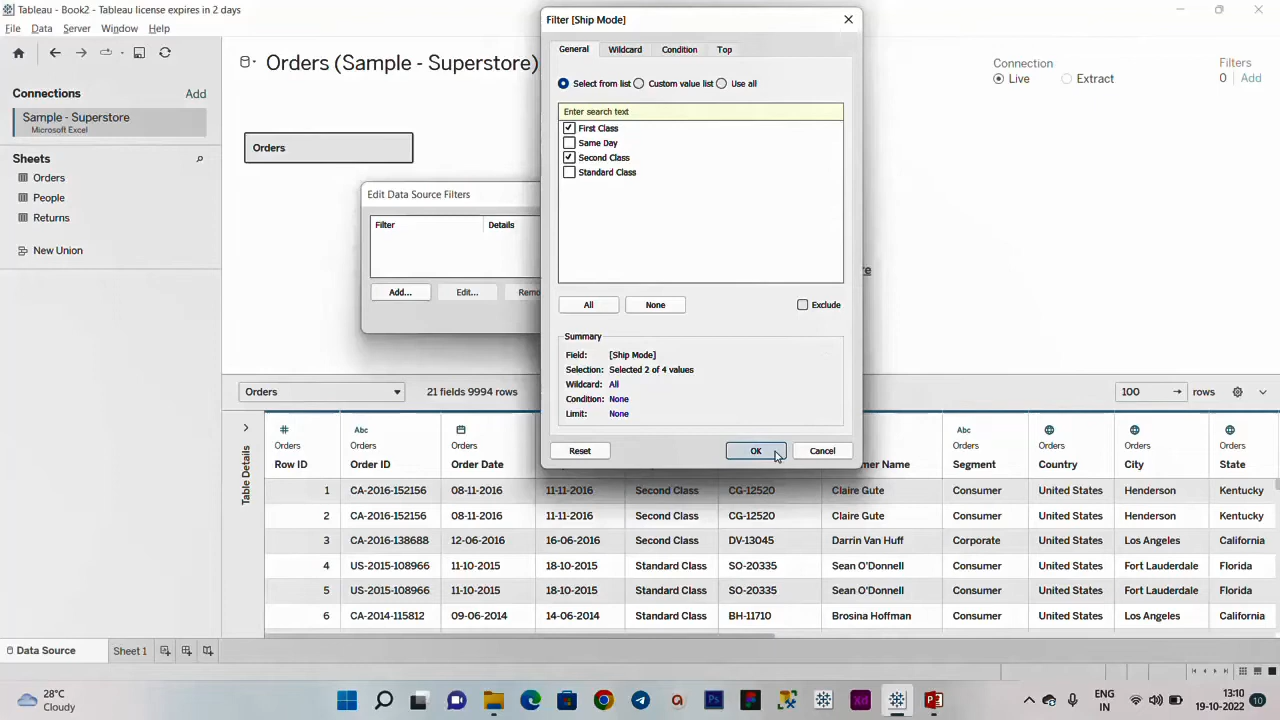 Tableau - Book2 - Tableau license expires in 2 days
File Data Server Window Help
Connections Add
Sample - Superstore
Microsoft Excel
Sheets
Orders
People
Returns
New Union
Orders (Sample - Superstore)
Connection
Live Extract
Filters
0 Add
Orders
Edit Data Source Filters
Filter Details
Add... Edit... Remo
Filter [Ship Mode]
General Wildcard Condition Top
Select from list Custom value list Use all
Enter search text
First Class
Same Day
Second Class
Standard Class
All None Exclude
Summary
Field: [Ship Mode]
Selection: Selected 2 of 4 values
Wildcard: All
Condition: None
Limit: None
Reset OK Cancel
Orders 21 fields 9994 rows 100 rows
Table Details
Abc Abc
Orders Orders Orders Orders Orders Orders Orders
Row ID Order ID Order Date mer Name Segment Country City State
1 CA-2016-152156 08-11-2016 11-11-2016 Second Class CG-12520 Claire Gute Consumer United States Henderson Kentucky
2 CA-2016-152156 08-11-2016 11-11-2016 Second Class CG-12520 Claire Gute Consumer United States Henderson Kentucky
3 CA-2016-138688 12-06-2016 16-06-2016 Second Class DV-13045 Darrin Van Huff Corporate United States Los Angeles California
4 US-2015-108966 11-10-2015 18-10-2015 Standard Class SO-20335 Sean O'Donnell Consumer United States Fort Lauderdale Florida
5 US-2015-108966 11-10-2015 18-10-2015 Standard Class SO-20335 Sean O'Donnell Consumer United States Fort Lauderdale Florida
6 CA-2014-115812 09-06-2014 14-06-2014 Standard Class BH-11710 Brosina Hoffman Consumer United States Los Angeles California
Data Source Sheet 1
28°C
Cloudy
ENG
IN
13:10
19-10-2022
10